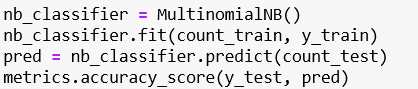 nb_classifier = MultinomialNB()
nb_classifier.fit(count_train, y_train)
pred = nb_classifier.predict(count_test)
metrics.accuracy_score(y_test, pred)